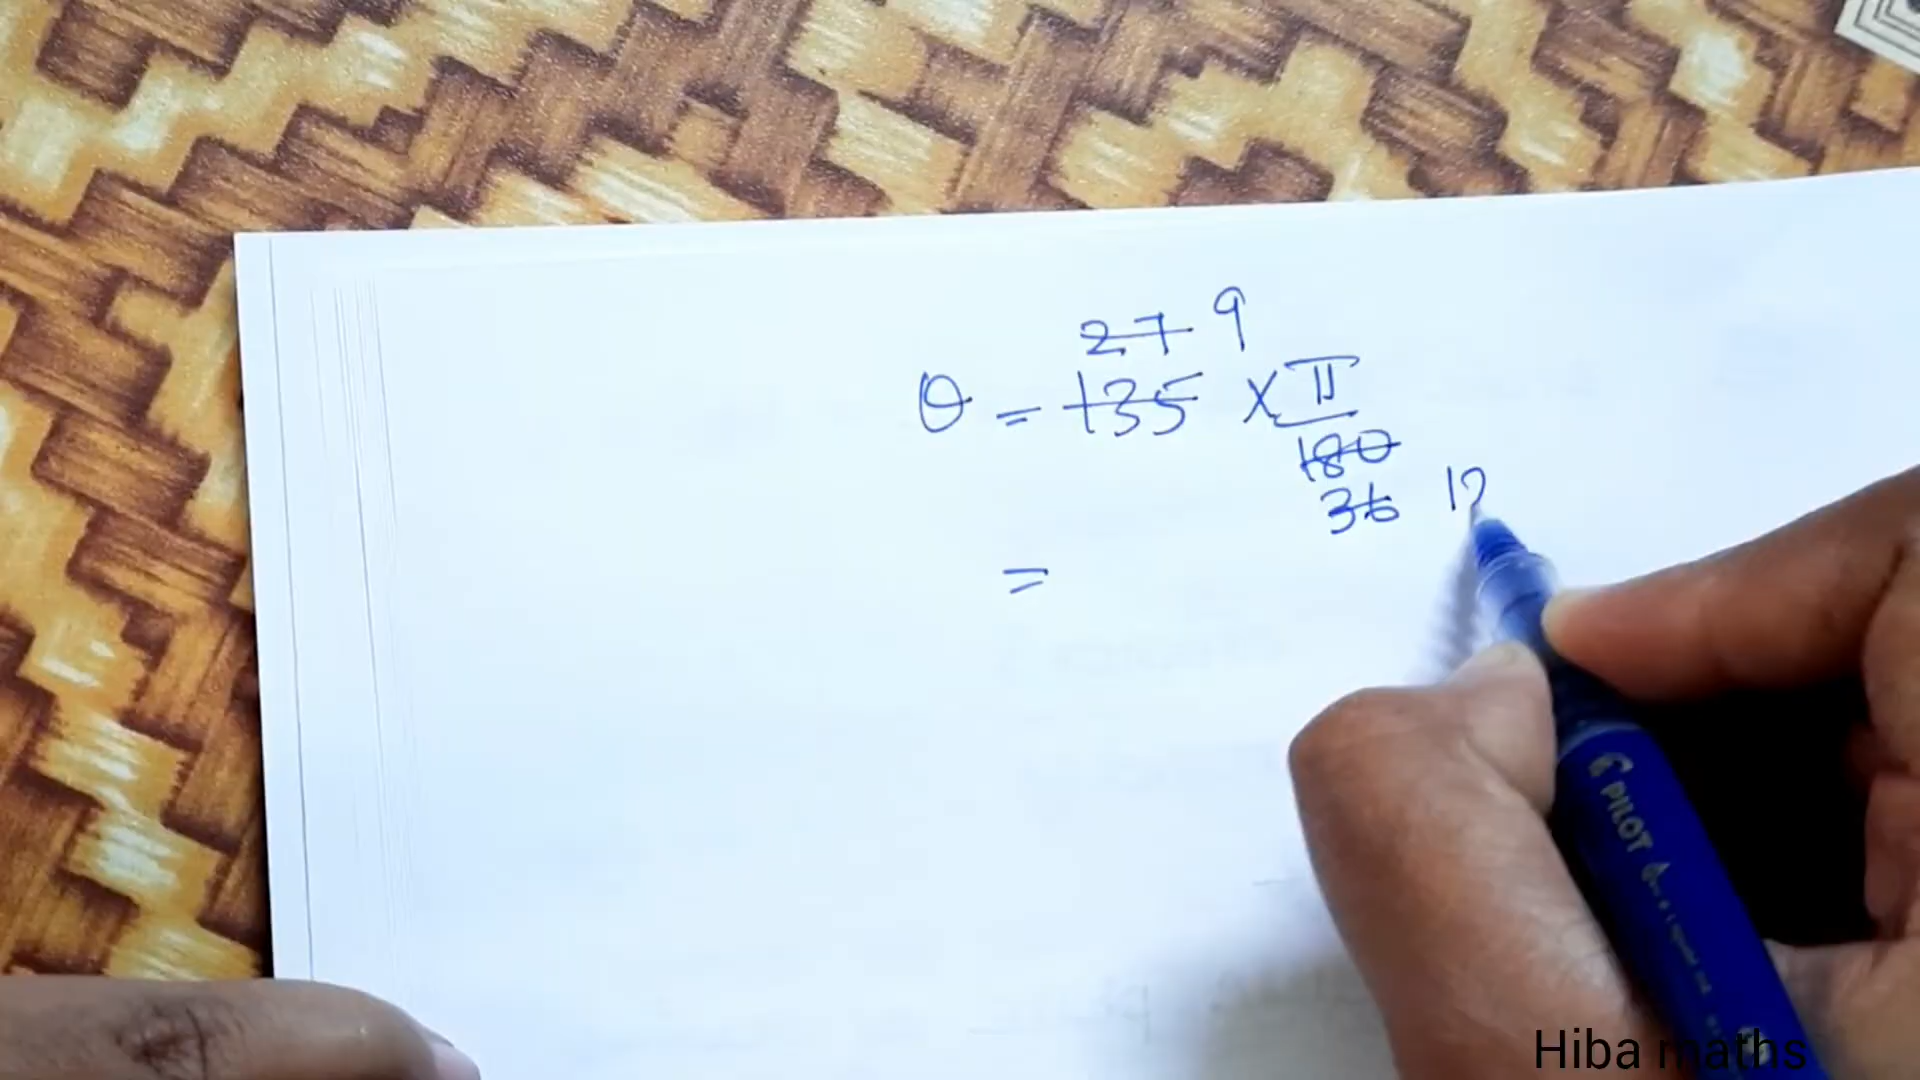 27 9
θ = 135 × π
180
36 12
=
PILOT
Hiba maths